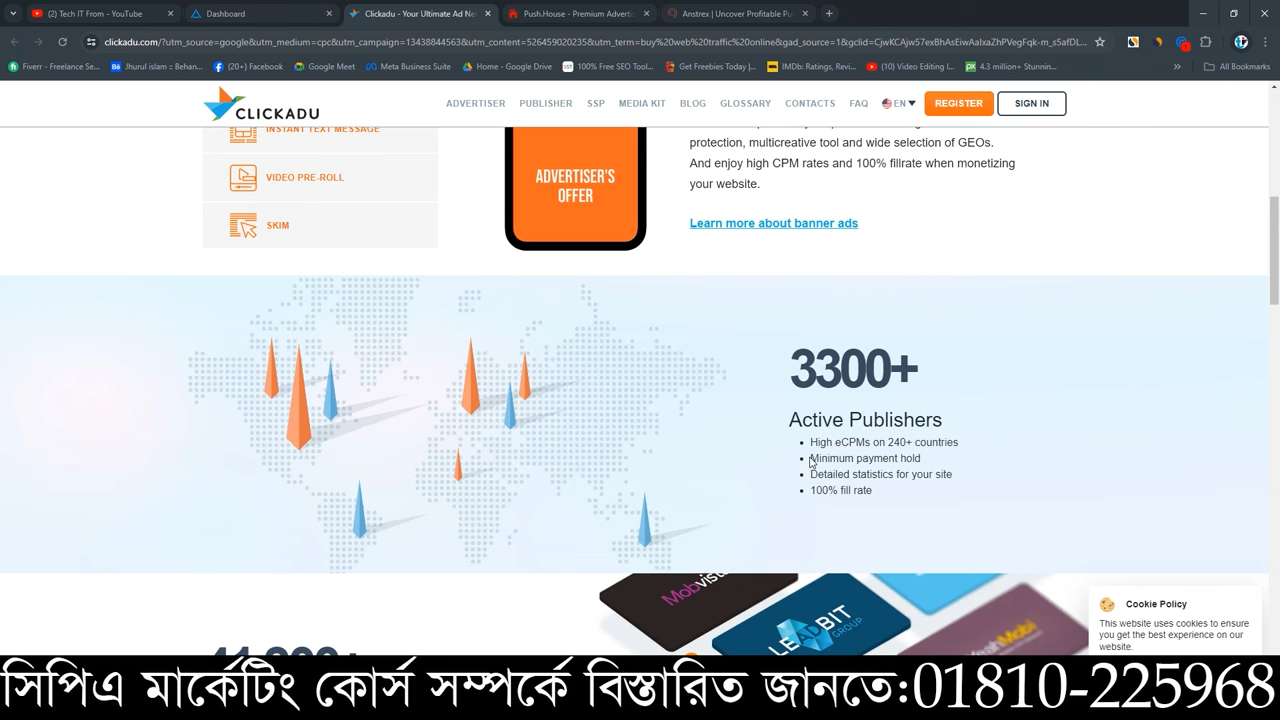 (2) Tech IT From - YouTube
Dashboard
Clickadu - Your Ultimate Ad Ne
Push.House - Premium Adverti
Anstrex | Uncover Profitable Pu
clickadu.com/?utm_source=google&utm_medium=cpc&utm_campaign=13438844563&utm_content=526459020235&utm_term=buy%20web%20traffic%20online&gad_source=1&gclid=CjwKCAjw57exBhAsEiwAalxaZhPVegFqk-m_s5afDL...
Fiverr - Freelance Se...
Jhurul islam :: Behan...
(20+) Facebook
Google Meet
Meta Business Suite
Home - Google Drive
100% Free SEO Tool...
Get Freebies Today |...
IMDb: Ratings, Revi...
(10) Video Editing I...
4.3 million+ Stunnin...
All Bookmarks
CLICKADU
ADVERTISER
PUBLISHER
SSP
MEDIA KIT
BLOG
GLOSSARY
CONTACTS
FAQ
EN
REGISTER
SIGN IN
INSTANT TEXT MESSAGE
VIDEO PRE-ROLL
SKIM
ADVERTISER'S
OFFER
protection, multicreative tool and wide selection of GEOs.
And enjoy high CPM rates and 100% fillrate when monetizing
your website.
Learn more about banner ads
3300+
Active Publishers
High eCPMs on 240+ countries
Minimum payment hold
Detailed statistics for your site
100% fill rate
Mobvis
LEADBIT
GROUP
YeahMobi
Cookie Policy
This website uses cookies to ensure
you get the best experience on our
website.
সিপিএ মার্কেটিং কোর্স সম্পর্কে বিস্তারিত জানতে:01810-225968